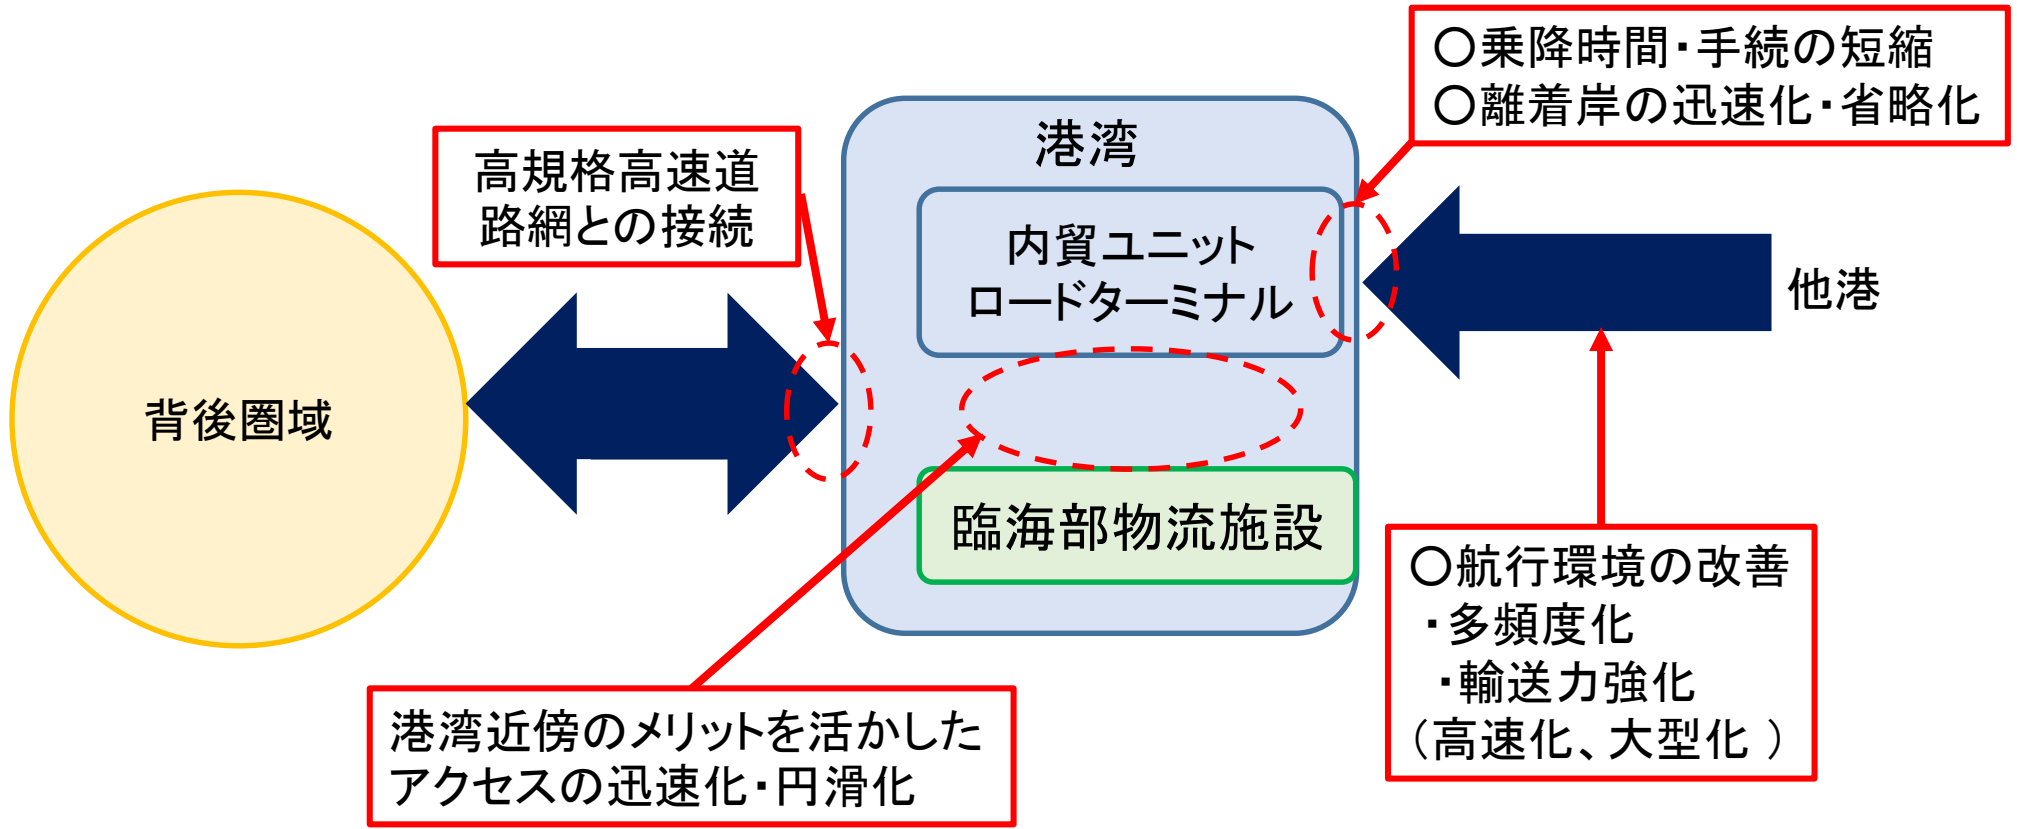 〇乗降時間・手続の短縮
〇離着岸の迅速化・省略化
港湾
高規格高速道
路網との接続
内貿ユニット
ロードターミナル
他港
背後圏域
臨海部物流施設
〇航行環境の改善
・多頻度化
・輸送力強化
（高速化、大型化 ）
港湾近傍のメリットを活かした
アクセスの迅速化・円滑化